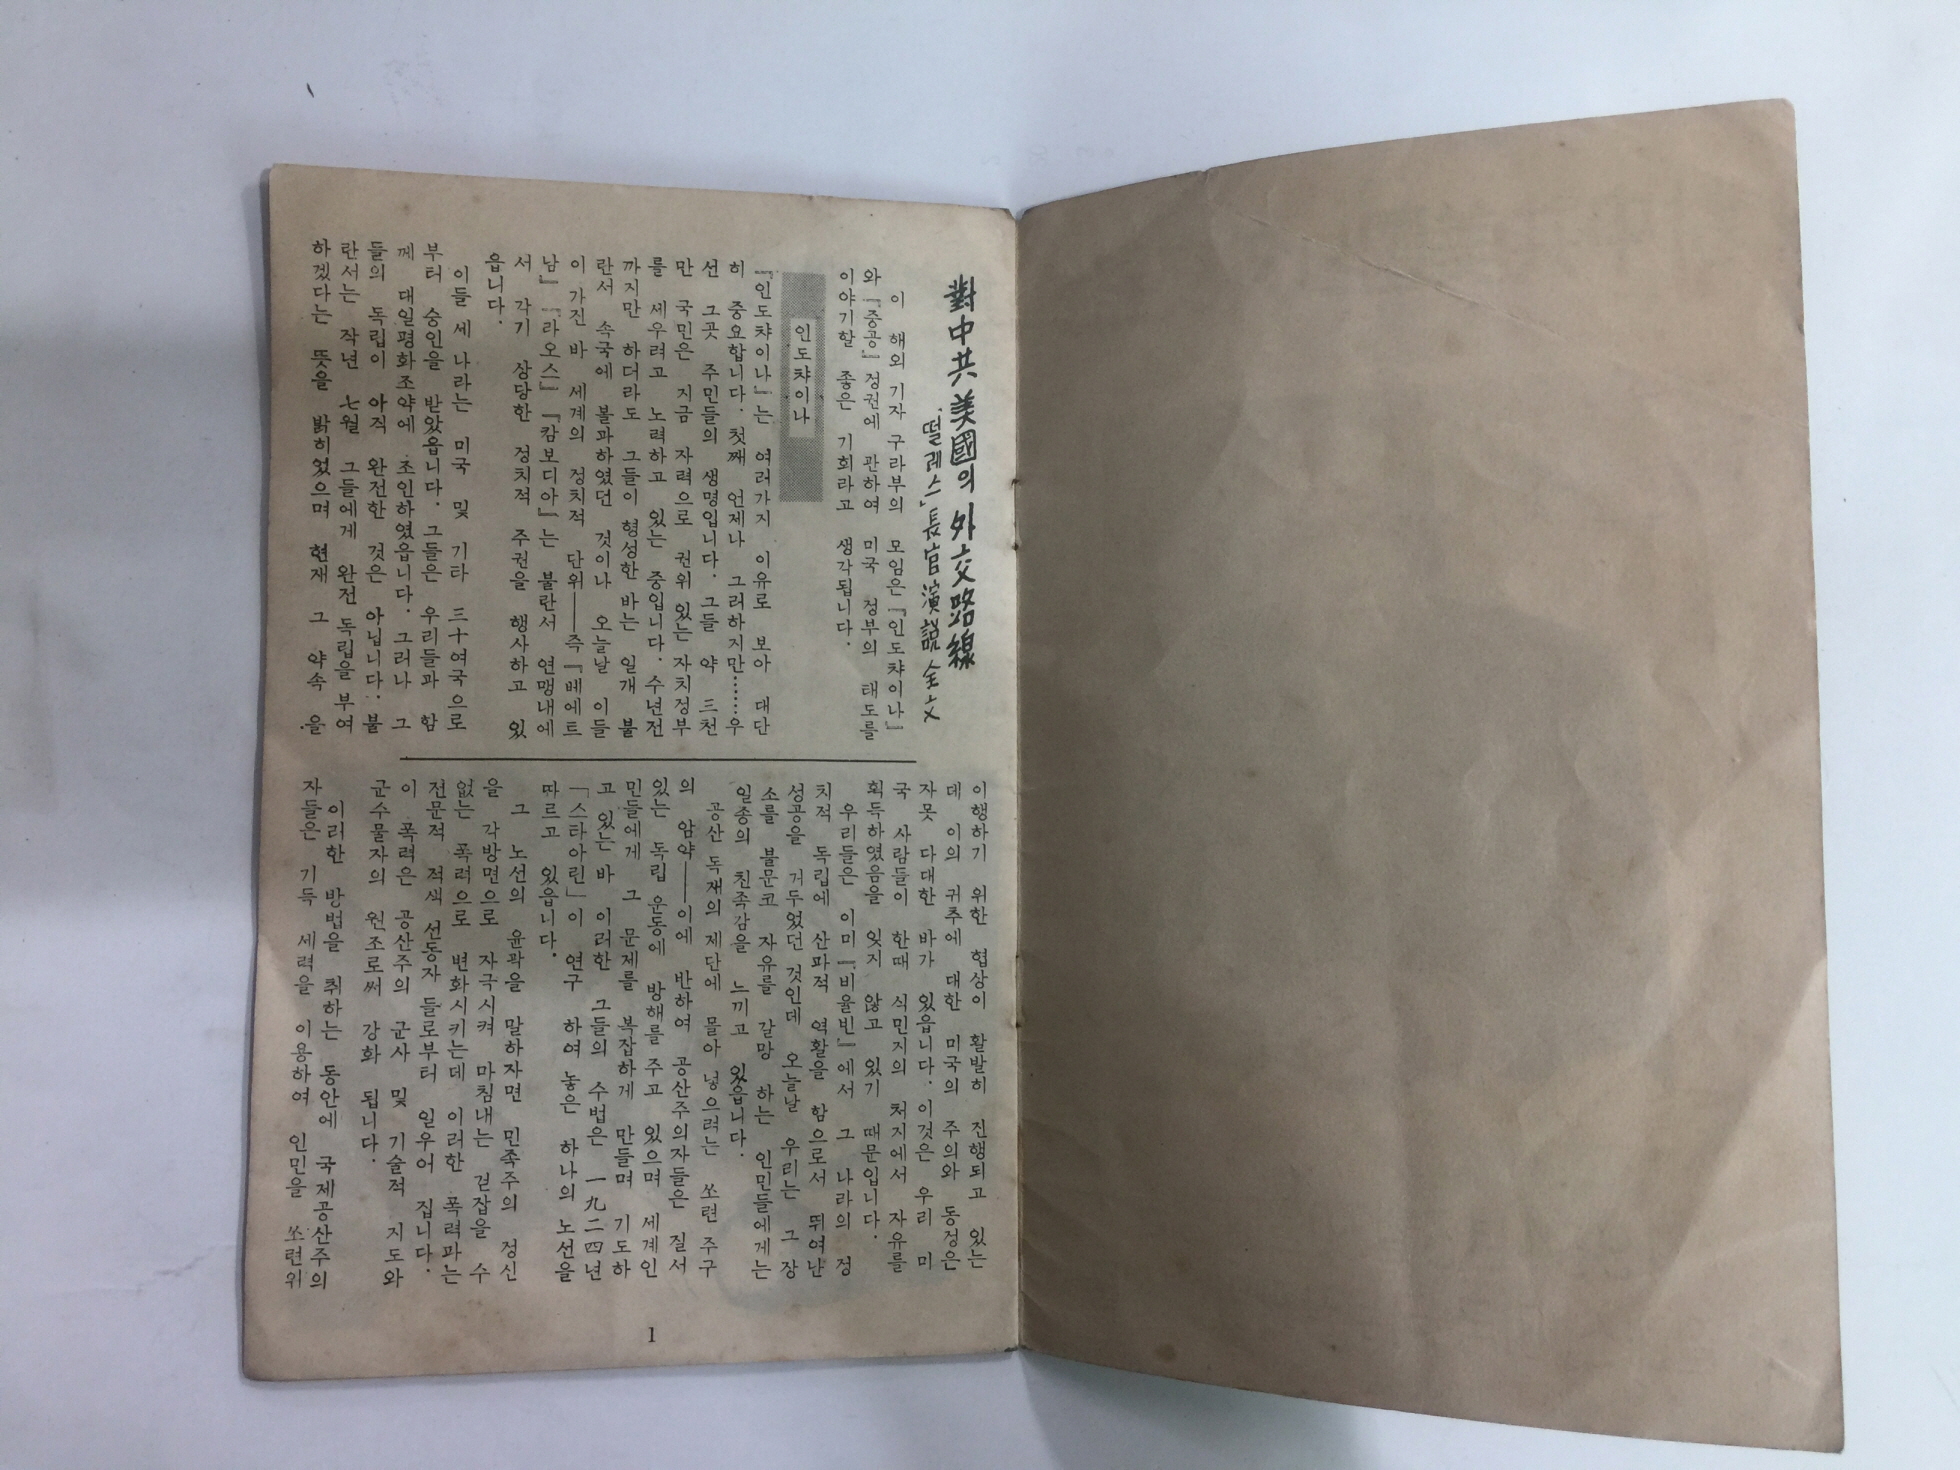 對中共美國의 外交路線
「떨레스」長官演說全文
이 해외 기자 구라부의 모임은 『인도챠이나』
와 『중공』 정권에 관하여 미국 정부의 태도를
이야기할 좋은 기회라고 생각됩니다.
인도챠이나
『인도챠이나』는 여러가지 이유로 보아 대단
히 중요합니다. 첫째 언제나 그러하지만……우
선 그곳 주민들의 생명입니다. 그들 약 三천
만 국민은 지금 자력으로 권위 있는 자치정부
를 세우려고 노력하고 있는 중입니다. 수년전
까지만 하더라도 그들이 형성한 바는 일개 불
란서 속국에 불과하였던 것이나 오늘날 이들
이 가진 바 세계의 정치적 단위──즉 『베에트
남』 『라오스』 『캄보디아』는 불란서 연맹내에
서 각기 상당한 정치적 주권을 행사하고 있
읍니다.
이들 세 나라는 미국 및 기타 三十여국으로
부터 승인을 받았읍니다. 그들은 우리들과 함
께 대일평화조약에 조인하였읍니다. 그러나 그
들의 독립이 아직 완전한 것은 아닙니다. 불
란서는 작년 七월 그들에게 완전 독립을 부여
하겠다는 뜻을 밝히었으며 현재 그 약속을
이행하기 위한 협상이 활발히 진행되고 있는
데 이의 귀추에 대한 미국의 주의와 동정은
자못 다대한 바가 있읍니다. 이것은 우리 미
국 사람들이 한때 식민지의 처지에서 자유를
획득하였음을 잊지 않고 있기 때문입니다.
우리들은 이미 『비율빈』에서 그 나라의 정
치적 독립에 산파적 역활을 함으로서 뛰여난
성공을 거두었던 것인데 오늘날 우리는 그 장
소를 불문코 자유를 갈망 하는 인민들에게는
일종의 친족감을 느끼고 있읍니다.
공산 독재의 제단에 몰아 넣으려는 쏘련 주구
의 암약──이에 반하여 공산주의자들은 질서
있는 독립 운동에 방해를 주고 있으며 세계인
민들에게 그 문제를 복잡하게 만들며 기도하
고 있는 바 이러한 그들의 수법은 一九二四년
「스타아린」이 연구 하여 놓은 하나의 노선을
따르고 있읍니다.
그 노선의 윤곽을 말하자면 민족주의 정신
을 각방면으로 자극시켜 마침내는 걷잡을 수
없는 폭력으로 변화시키는데 이러한 폭력과는
전문적 적색 선동자 들로부터 일우어 집니다.
이 폭력은 공산주의 군사 및 기술적 지도와
군수물자의 원조로써 강화 됩니다.
이러한 방법을 취하는 동안에 국제공산주의
자들은 기득 세력을 이용하여 인민을 쏘련위
1